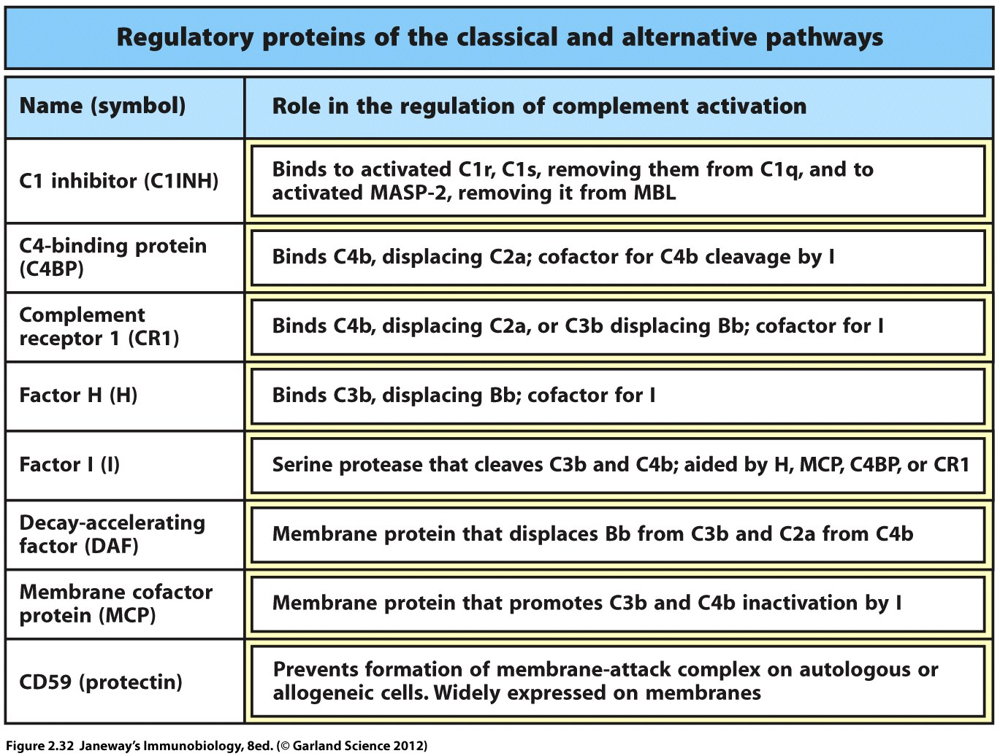 Regulatory proteins of the classical and alternative pathways
Name (symbol)
Role in the regulation of complement activation
C1 inhibitor (C1INH)
Binds to activated C1r, C1s, removing them from C1q, and to
activated MASP-2, removing it from MBL
C4-binding protein
(C4BP)
Binds C4b, displacing C2a; cofactor for C4b cleavage by I
Complement
receptor 1 (CR1)
Binds C4b, displacing C2a, or C3b displacing Bb; cofactor for I
Factor H (H)
Binds C3b, displacing Bb; cofactor for I
Factor I (I)
Serine protease that cleaves C3b and C4b; aided by H, MCP, C4BP, or CR1
Decay-accelerating
factor (DAF)
Membrane protein that displaces Bb from C3b and C2a from C4b
Membrane cofactor
protein (MCP)
Membrane protein that promotes C3b and C4b inactivation by I
CD59 (protectin)
Prevents formation of membrane-attack complex on autologous or
allogeneic cells. Widely expressed on membranes
Figure 2.32 Janeway's Immunobiology, 8ed. (© Garland Science 2012)